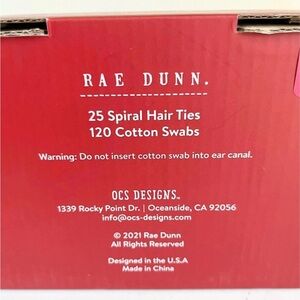 RAE DUNN®
25 Spiral Hair Ties
120 Cotton Swabs
Warning: Do not insert cotton swab into ear canal.
OCS DESIGNS™
1339 Rocky Point Dr. | Oceanside, CA 92056
info@ocs-designs.com
© 2021 Rae Dunn
All Rights Reserved
Designed in the U.S.A
Made in China